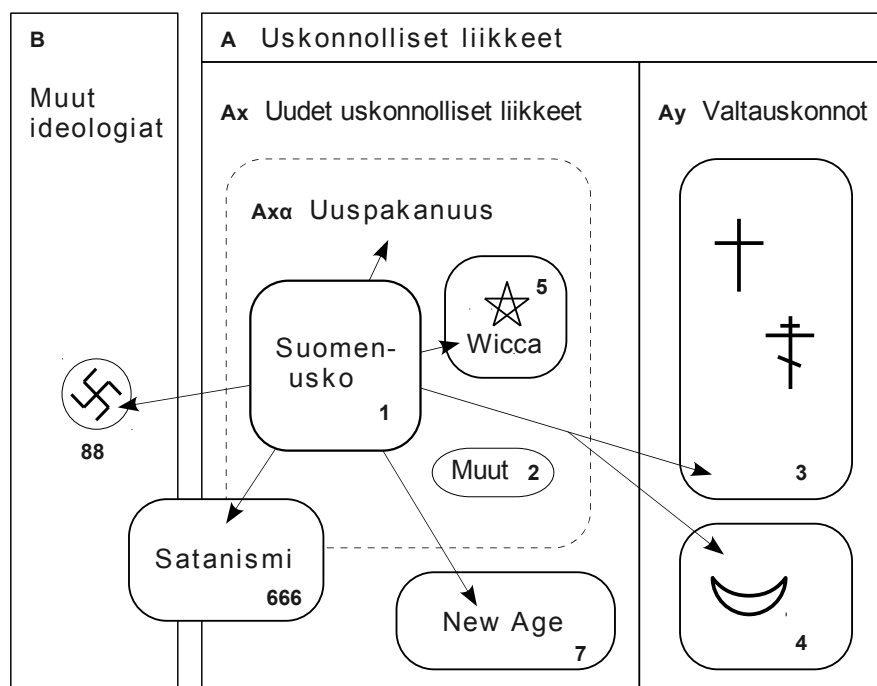 B
Muut
ideologiat
88
A Uskonnolliset liikkeet
Ax Uudet uskonnolliset liikkeet
Axα Uuspakanuus
5
Wicca
Suomen-
usko
1
Muut 2
Satanismi
666
New Age
7
Ay Valtauskonnot
3
4